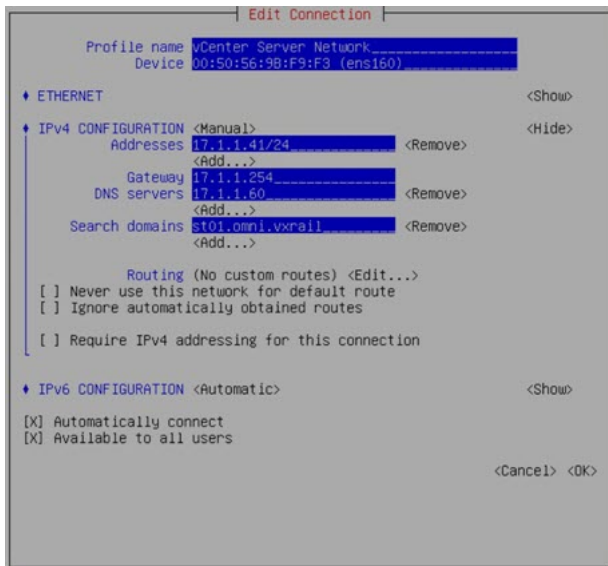 Edit Connection
Profile name vCenter Server Network
Device 00:50:56:9B:F9:F3 (ens160)
ETHERNET <Show>
IPv4 CONFIGURATION <Manual> <Hide>
Addresses 17.1.1.41/24 <Remove>
<Add...>
Gateway 17.1.1.254
DNS servers 17.1.1.60 <Remove>
<Add...>
Search domains st01.omni.vxrail <Remove>
<Add...>
Routing (No custom routes) <Edit...>
[ ] Never use this network for default route
[ ] Ignore automatically obtained routes
[ ] Require IPv4 addressing for this connection
IPv6 CONFIGURATION <Automatic> <Show>
[X] Automatically connect
[X] Available to all users
<Cancel> <OK>